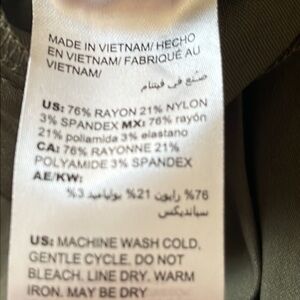 MADE IN VIETNAM/ HECHO
EN VIETNAM/ FABRIQUÉ AU
VIETNAM/
صنع في فيتنام
US: 76% RAYON 21% NYLON
3% SPANDEX MX: 76% rayón
21% poliamida 3% elastano
CA: 76% RAYONNE 21%
POLYAMIDE 3% SPANDEX
AE/KW:
76% رايون 21% بولياميد 3%
سبانديكس
US: MACHINE WASH COLD,
GENTLE CYCLE, DO NOT
BLEACH. LINE DRY. WARM
IRON. MAY BE DRY